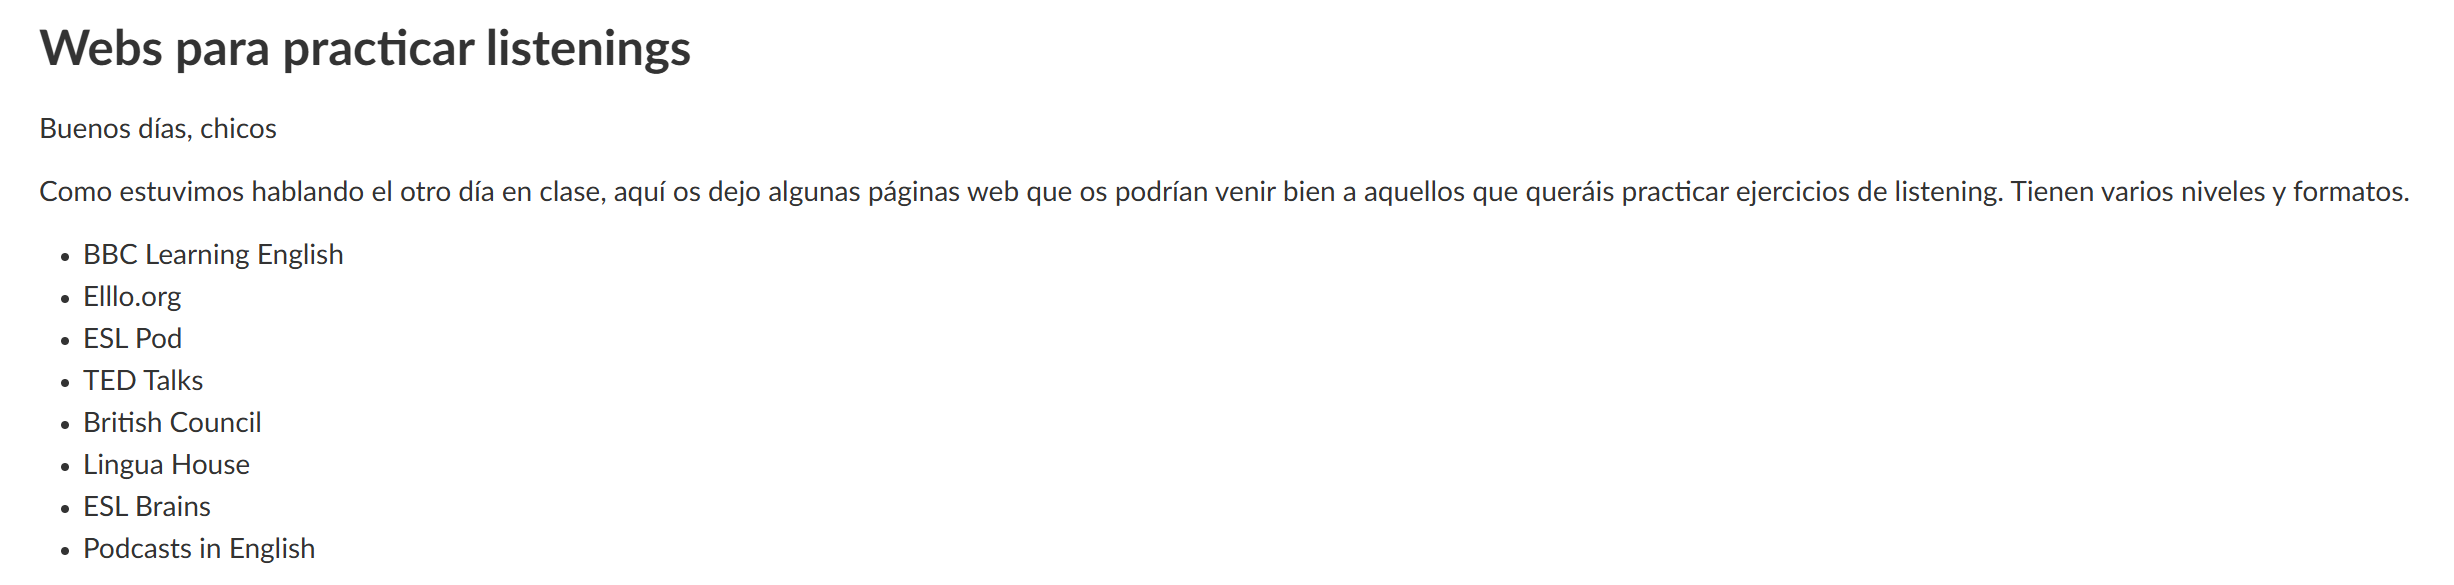 Webs para practicar listenings
Buenos días, chicos
Como estuvimos hablando el otro día en clase, aquí os dejo algunas páginas web que os podrían venir bien a aquellos que queráis practicar ejercicios de listening. Tienen varios niveles y formatos.
• BBC Learning English
• Elllo.org
• ESL Pod
• TED Talks
• British Council
• Lingua House
• ESL Brains
• Podcasts in English